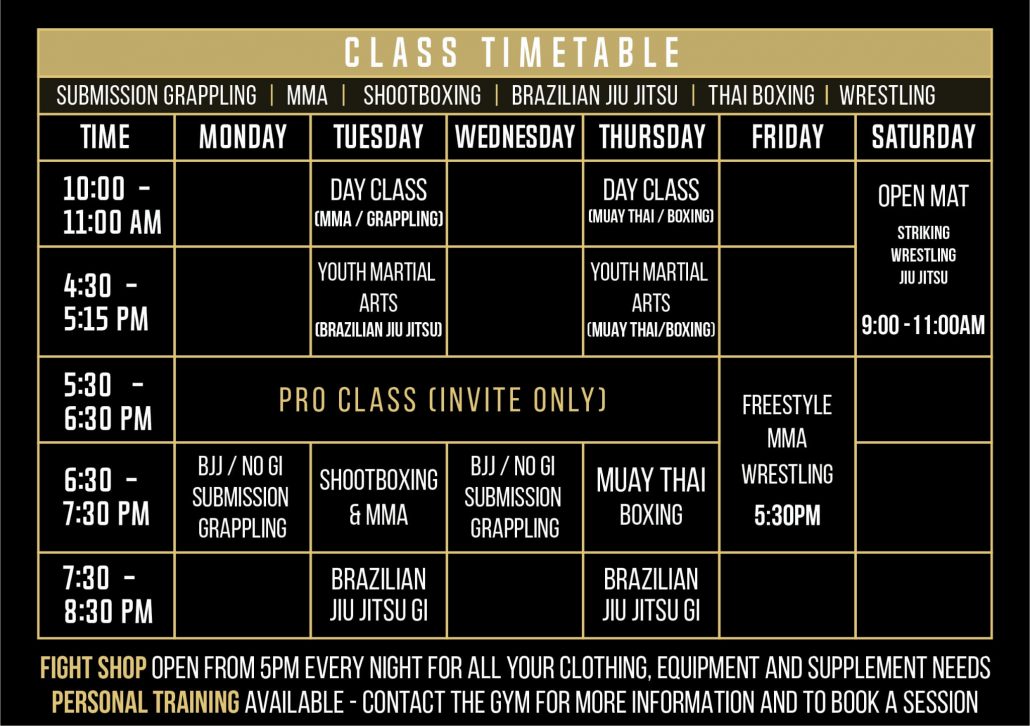 CLASS TIMETABLE
SUBMISSION GRAPPLING | MMA | SHOOTBOXING | BRAZILIAN JIU JITSU | THAI BOXING | WRESTLING
TIME MONDAY TUESDAY WEDNESDAY THURSDAY FRIDAY SATURDAY
10:00 -
11:00 AM
DAY CLASS
(MMA / GRAPPLING)
DAY CLASS
(MUAY THAI / BOXING)
OPEN MAT
STRIKING
WRESTLING
JIU JITSU
9:00 -11:00AM
4:30 -
5:15 PM
YOUTH MARTIAL
ARTS
(BRAZILIAN JIU JITSU)
YOUTH MARTIAL
ARTS
(MUAY THAI/BOXING)
5:30 -
6:30 PM
PRO CLASS (INVITE ONLY)
FREESTYLE
MMA
WRESTLING
5:30PM
6:30 -
7:30 PM
BJJ / NO GI
SUBMISSION
GRAPPLING
SHOOTBOXING
& MMA
BJJ / NO GI
SUBMISSION
GRAPPLING
MUAY THAI
BOXING
7:30 -
8:30 PM
BRAZILIAN
JIU JITSU GI
BRAZILIAN
JIU JITSU GI
FIGHT SHOP OPEN FROM 5PM EVERY NIGHT FOR ALL YOUR CLOTHING, EQUIPMENT AND SUPPLEMENT NEEDS
PERSONAL TRAINING AVAILABLE - CONTACT THE GYM FOR MORE INFORMATION AND TO BOOK A SESSION